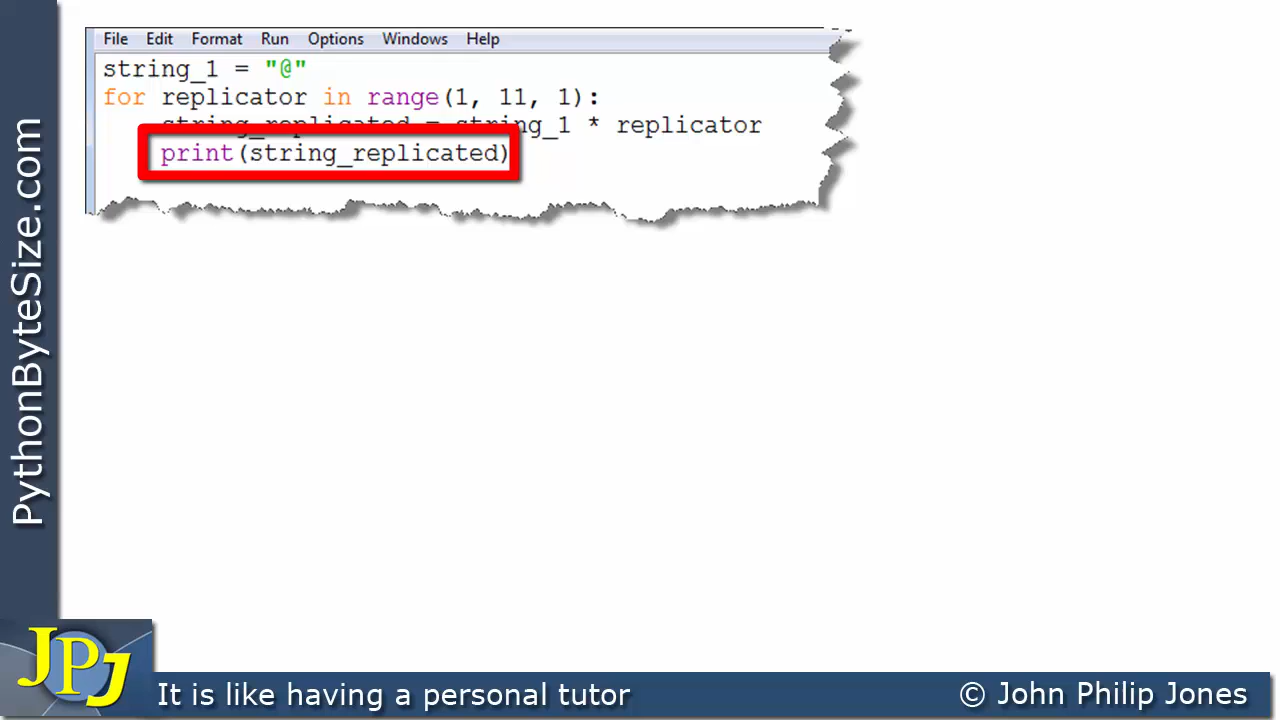 File Edit Format Run Options Windows Help
string_1 = "@"
for replicator in range(1, 11, 1):
    string_replicated = string_1 * replicator
    print(string_replicated)
PythonByteSize.com
JPJ
It is like having a personal tutor
© John Philip Jones